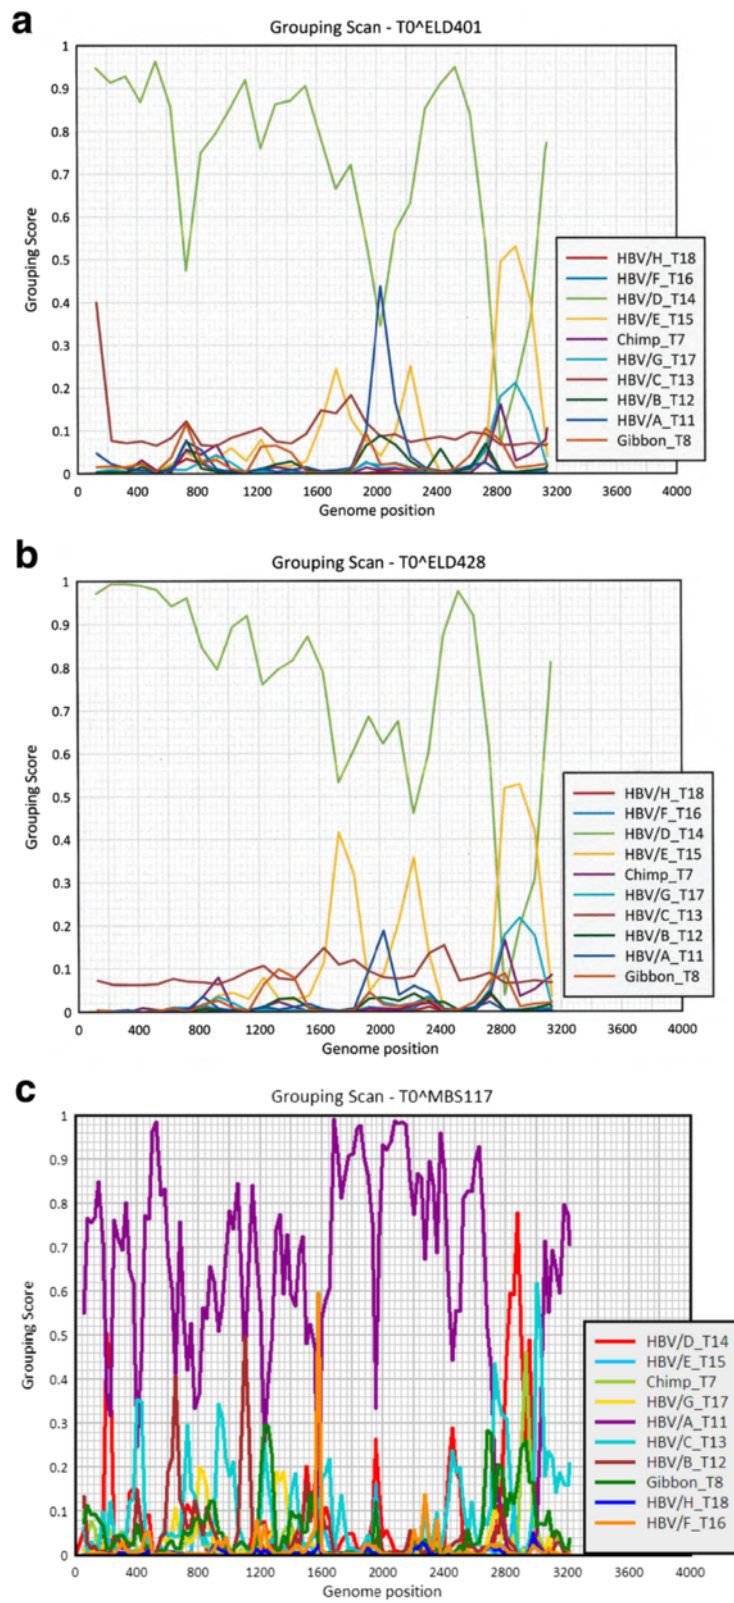 a
Grouping Scan - T0^ELD401
1
0.9
0.8
0.7
0.6
0.5
0.4
0.3
0.2
0.1
0
Grouping Score
HBV/H_T18
HBV/F_T16
HBV/D_T14
HBV/E_T15
Chimp_T7
HBV/G_T17
HBV/C_T13
HBV/B_T12
HBV/A_T11
Gibbon_T8
0 400 800 1200 1600 2000 2400 2800 3200 3600 4000
Genome position
b
Grouping Scan - T0^ELD428
1
0.9
0.8
0.7
0.6
0.5
0.4
0.3
0.2
0.1
0
Grouping Score
HBV/H_T18
HBV/F_T16
HBV/D_T14
HBV/E_T15
Chimp_T7
HBV/G_T17
HBV/C_T13
HBV/B_T12
HBV/A_T11
Gibbon_T8
0 400 800 1200 1600 2000 2400 2800 3200 3600 4000
Genome position
c
Grouping Scan - T0^MBS117
1
0.9
0.8
0.7
0.6
0.5
0.4
0.3
0.2
0.1
0
Grouping Score
HBV/D_T14
HBV/E_T15
Chimp_T7
HBV/G_T17
HBV/A_T11
HBV/C_T13
HBV/B_T12
Gibbon_T8
HBV/H_T18
HBV/F_T16
0 400 800 1200 1600 2000 2400 2800 3200 3600 4000
Genome position